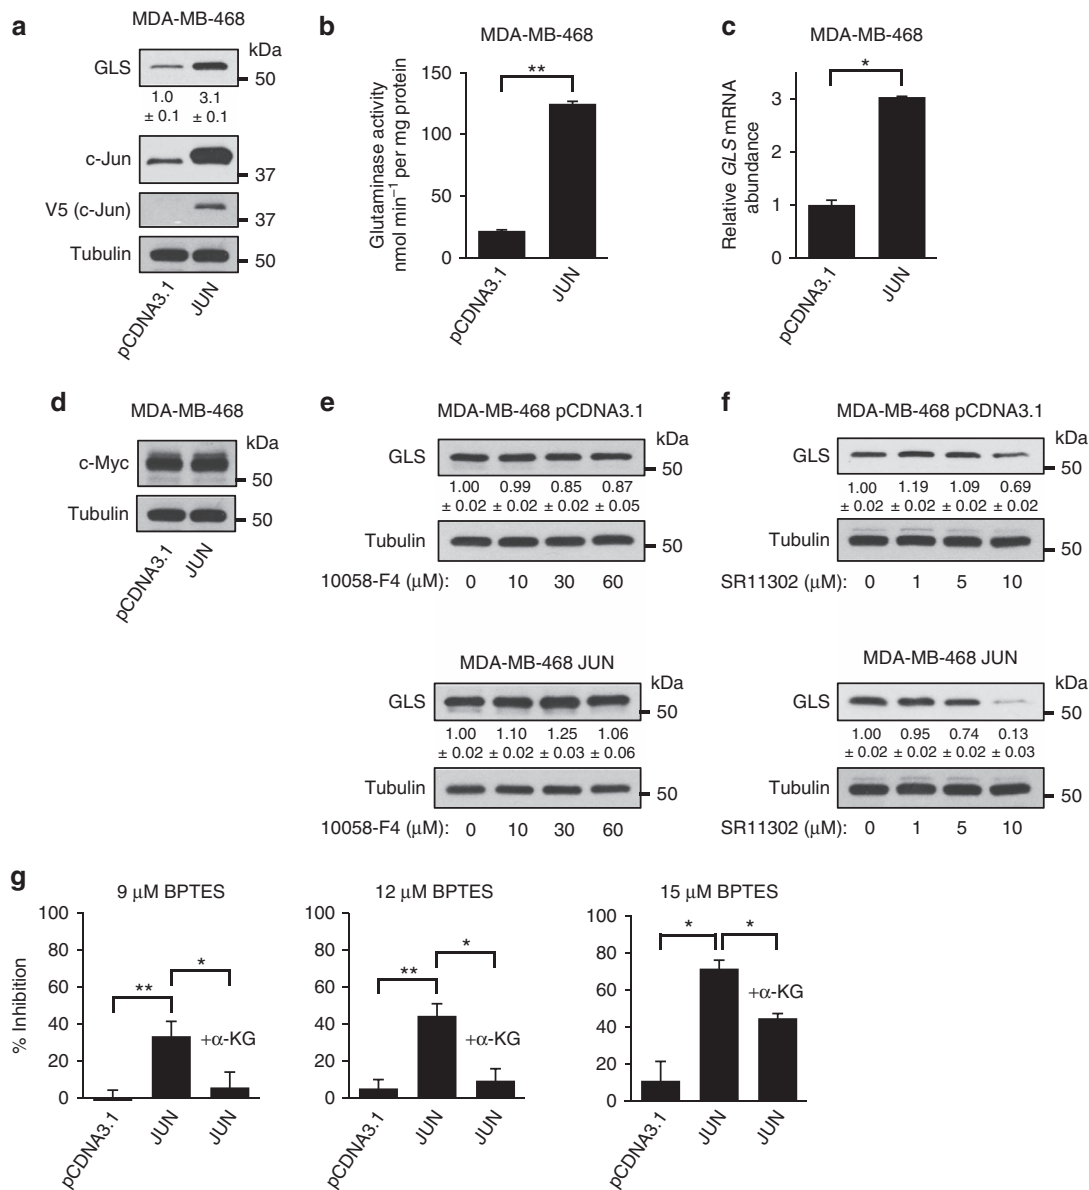 a
MDA-MB-468
kDa
GLS
50
1.0 3.1
± 0.1 ± 0.1
c-Jun
37
V5 (c-Jun)
37
Tubulin
50
pCDNA3.1 JUN
b
MDA-MB-468
Glutaminase activity
nmol min⁻¹ per mg protein
150
100
50
0
**
pCDNA3.1 JUN
c
MDA-MB-468
Relative GLS mRNA
abundance
3
2
1
0
*
pCDNA3.1 JUN
d
MDA-MB-468
kDa
c-Myc
50
Tubulin
50
pCDNA3.1 JUN
e
MDA-MB-468 pCDNA3.1
kDa
GLS
50
1.00 0.99 0.85 0.87
± 0.02 ± 0.02 ± 0.02 ± 0.05
Tubulin
50
10058-F4 (μM): 0 10 30 60
MDA-MB-468 JUN
kDa
GLS
50
1.00 1.10 1.25 1.06
± 0.02 ± 0.02 ± 0.03 ± 0.06
Tubulin
50
10058-F4 (μM): 0 10 30 60
f
MDA-MB-468 pCDNA3.1
kDa
GLS
50
1.00 1.19 1.09 0.69
± 0.02 ± 0.02 ± 0.02 ± 0.02
Tubulin
50
SR11302 (μM): 0 1 5 10
MDA-MB-468 JUN
kDa
GLS
50
1.00 0.95 0.74 0.13
± 0.02 ± 0.02 ± 0.02 ± 0.03
Tubulin
50
SR11302 (μM): 0 1 5 10
g
9 μM BPTES
% Inhibition
100
80
60
40
20
0
**
*
+α-KG
pCDNA3.1 JUN JUN
12 μM BPTES
100
80
60
40
20
0
**
*
+α-KG
pCDNA3.1 JUN JUN
15 μM BPTES
100
80
60
40
20
0
*
*
+α-KG
pCDNA3.1 JUN JUN